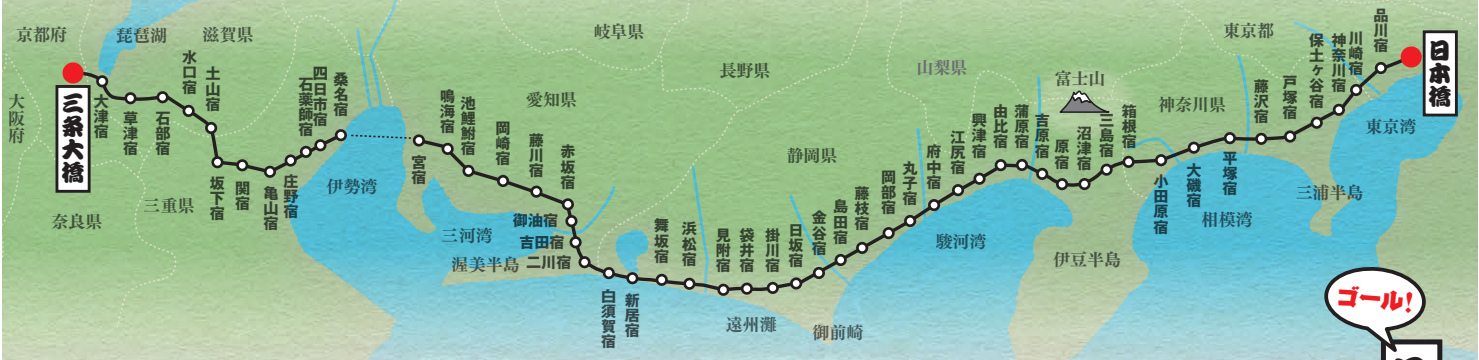 京都府
琵琶湖
滋賀県
岐阜県
長野県
山梨県
富士山
東京都
神奈川県
東京湾
三浦半島
相模湾
伊豆半島
駿河湾
静岡県
愛知県
御前崎
遠州灘
渥美半島
三河湾
伊勢湾
三重県
奈良県
大阪府
日本橋
品川宿
川崎宿
神奈川宿
保土ヶ谷宿
戸塚宿
藤沢宿
平塚宿
大磯宿
小田原宿
箱根宿
三島宿
沼津宿
原宿
吉原宿
蒲原宿
由比宿
興津宿
江尻宿
府中宿
丸子宿
岡部宿
藤枝宿
島田宿
金谷宿
日坂宿
掛川宿
袋井宿
見附宿
浜松宿
舞坂宿
新居宿
白須賀宿
二川宿
吉田宿
御油宿
赤坂宿
藤川宿
岡崎宿
池鯉鮒宿
鳴海宿
宮宿
桑名宿
四日市宿
石薬師宿
庄野宿
亀山宿
関宿
坂下宿
土山宿
水口宿
石部宿
草津宿
大津宿
三条大橋
ゴール!